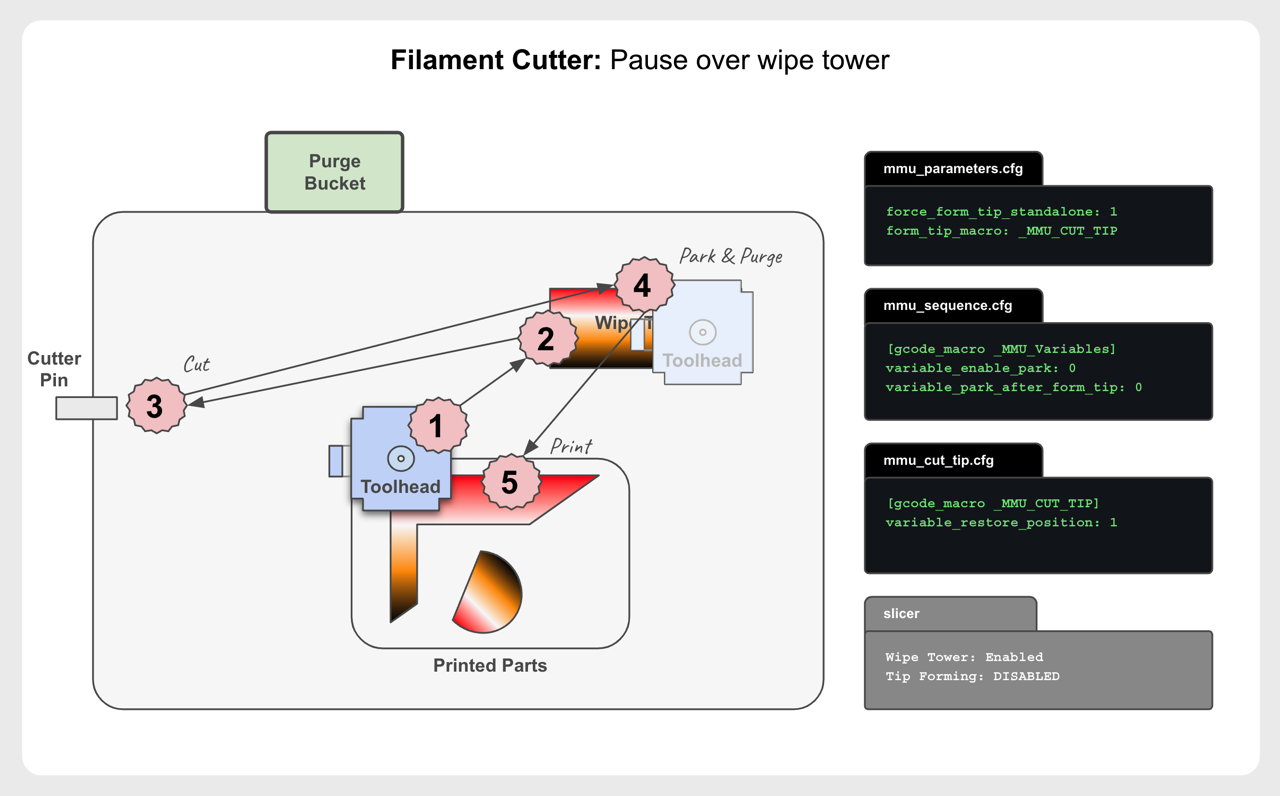 Filament Cutter: Pause over wipe tower
Purge
Bucket
Park & Purge
4
Wipe T
2
Toolhead
Cutter
Pin
Cut
3
1
Toolhead
Print
5
Printed Parts
mmu_parameters.cfg
force_form_tip_standalone: 1
form_tip_macro: _MMU_CUT_TIP
mmu_sequence.cfg
[gcode_macro _MMU_Variables]
variable_enable_park: 0
variable_park_after_form_tip: 0
mmu_cut_tip.cfg
[gcode_macro _MMU_CUT_TIP]
variable_restore_position: 1
slicer
Wipe Tower: Enabled
Tip Forming: DISABLED